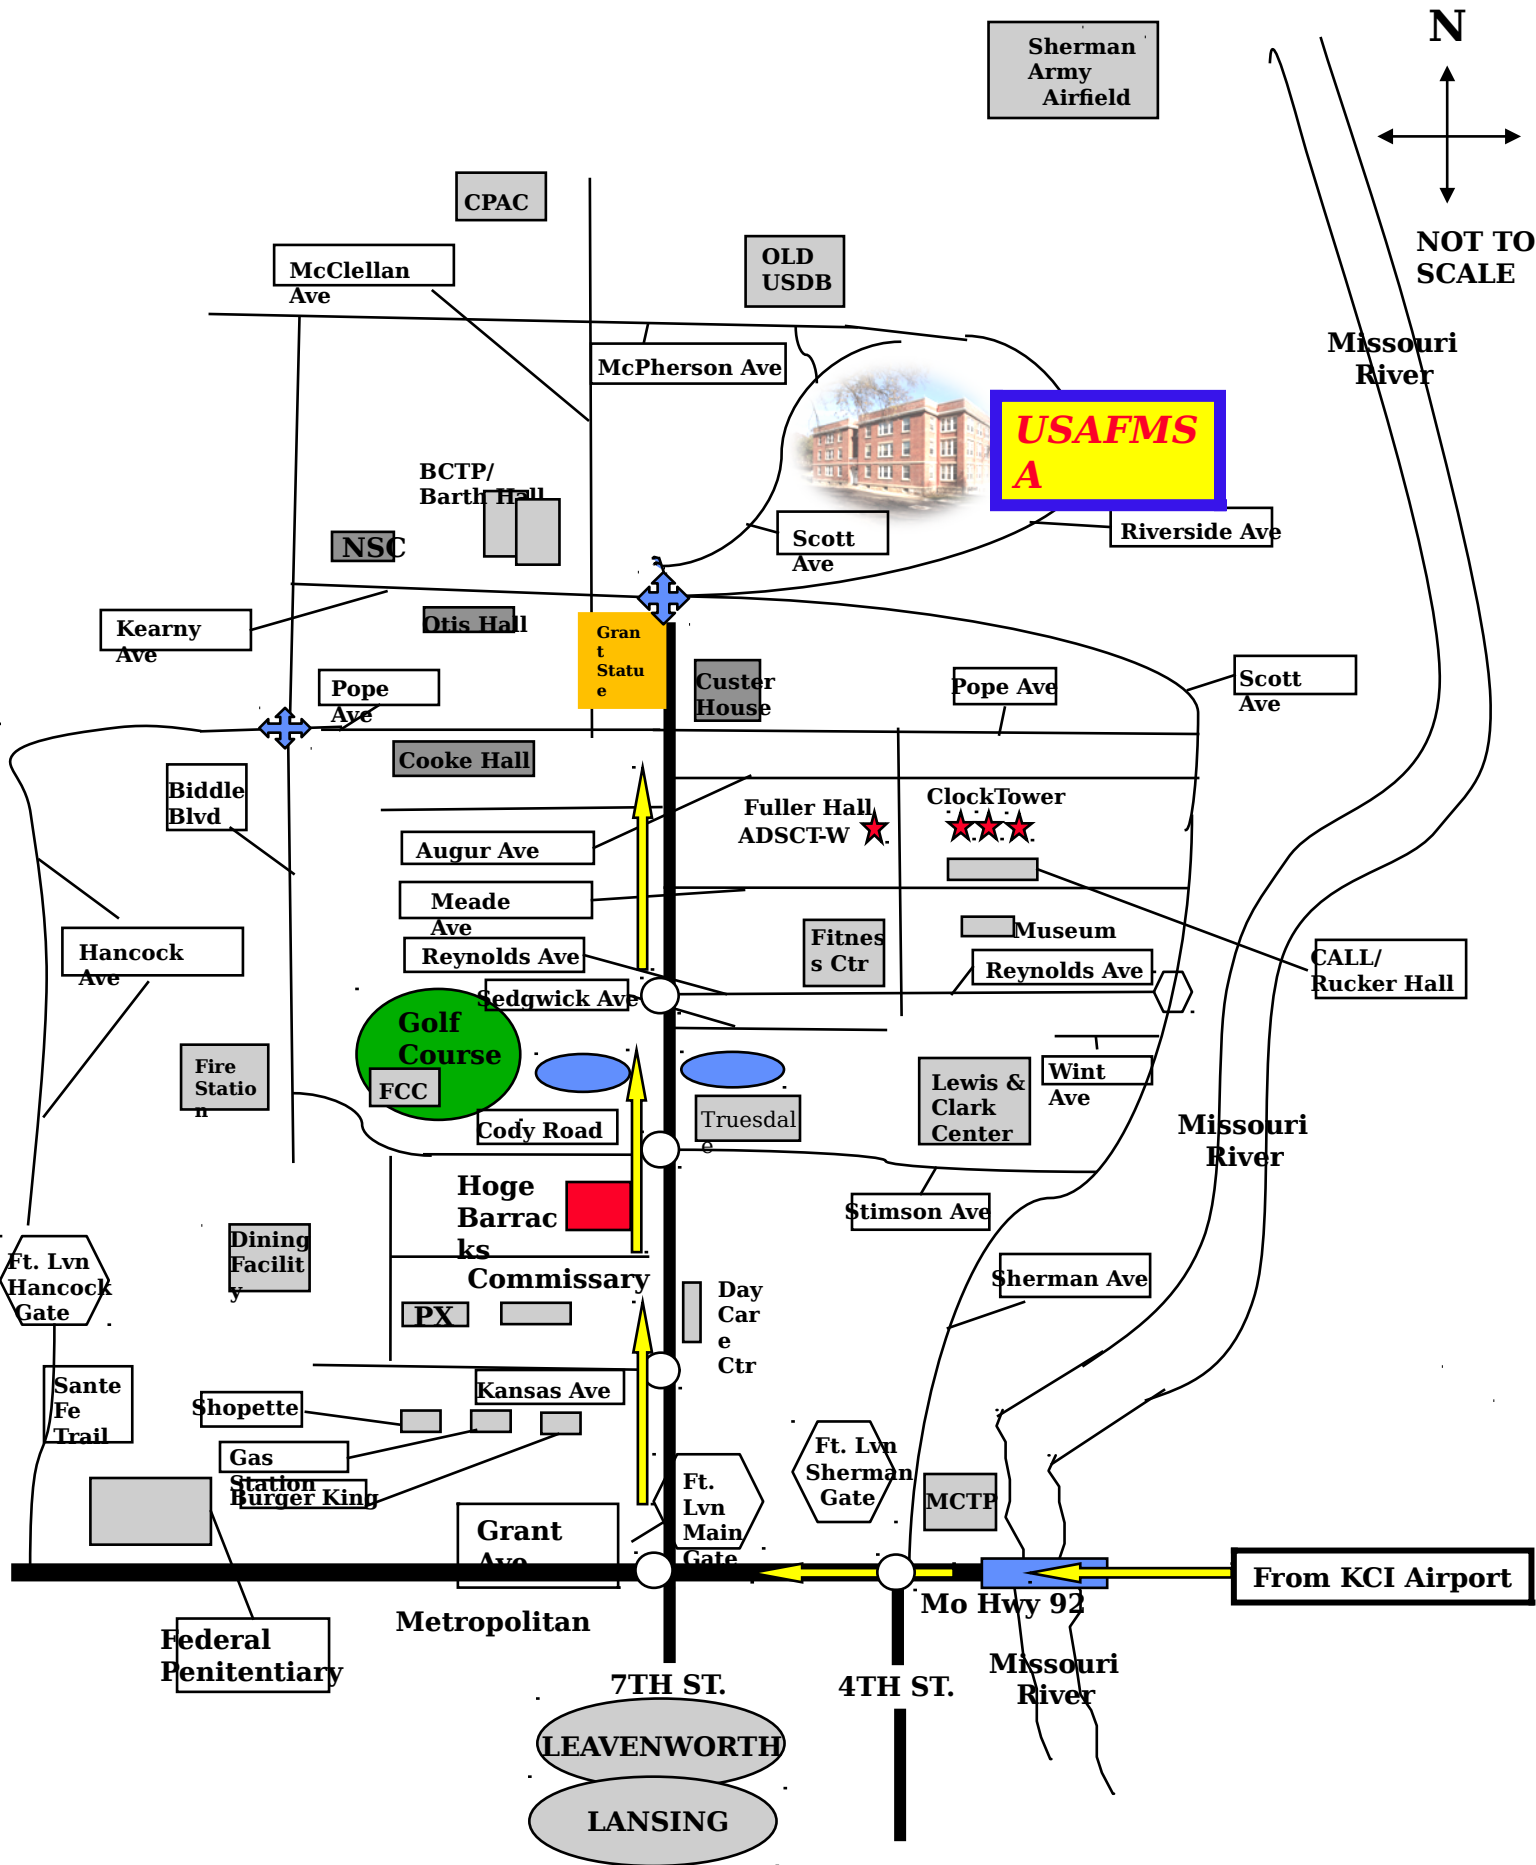 N
Sherman
Army
Airfield
CPAC
NOT TO
SCALE
OLD
USDB
McClellan
Ave
Missouri
River
McPherson Ave
USAFMS
A
BCTP/
Barth Hall
Scott
Ave
Riverside Ave
NSC
Kearny
Ave
Otis Hall
Gran
t
Statu
e
Custer
House
Pope
Ave
Pope Ave
Scott
Ave
Cooke Hall
Biddle
Blvd
Fuller Hall
ADSCT-W
ClockTower
Augur Ave
Meade
Ave
Fitnes
s Ctr
Museum
Hancock
Ave
Reynolds Ave
Reynolds Ave
CALL/
Rucker Hall
Sedgwick Ave
Golf
Course
FCC
Fire
Statio
n
Lewis &
Clark
Center
Wint
Ave
Cody Road
Truesdal
e
Missouri
River
Hoge
Barrac
ks
Stimson Ave
Dining
Facilit
y
Ft. Lvn
Hancock
Gate
Commissary
Sherman Ave
PX
Day
Car
e
Ctr
Sante
Fe
Trail
Kansas Ave
Shopette
Gas
Station
Burger King
Ft. Lvn
Sherman
Gate
Ft.
Lvn
Main
Gate
MCTP
Grant
Ave
From KCI Airport
Mo Hwy 92
Metropolitan
Federal
Penitentiary
Missouri
River
7TH ST.
4TH ST.
LEAVENWORTH
LANSING